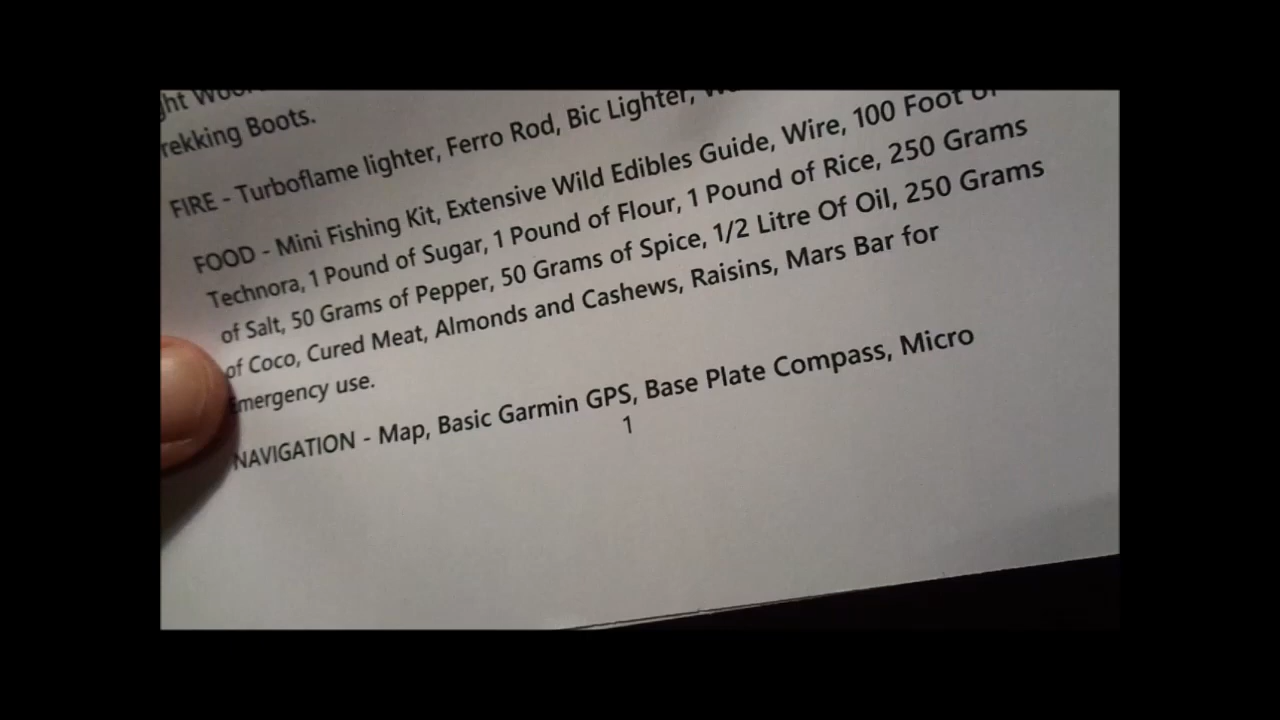 ght
rekking Boots.
FIRE - Turboflame lighter, Ferro Rod, Bic Lighter,
FOOD - Mini Fishing Kit, Extensive Wild Edibles Guide, Wire, 100 Foot of
Technora, 1 Pound of Sugar, 1 Pound of Flour, 1 Pound of Rice, 250 Grams
of Salt, 50 Grams of Pepper, 50 Grams of Spice, 1/2 Litre Of Oil, 250 Grams
of Coco, Cured Meat, Almonds and Cashews, Raisins, Mars Bar for
Emergency use.
NAVIGATION - Map, Basic Garmin GPS, Base Plate Compass, Micro
1